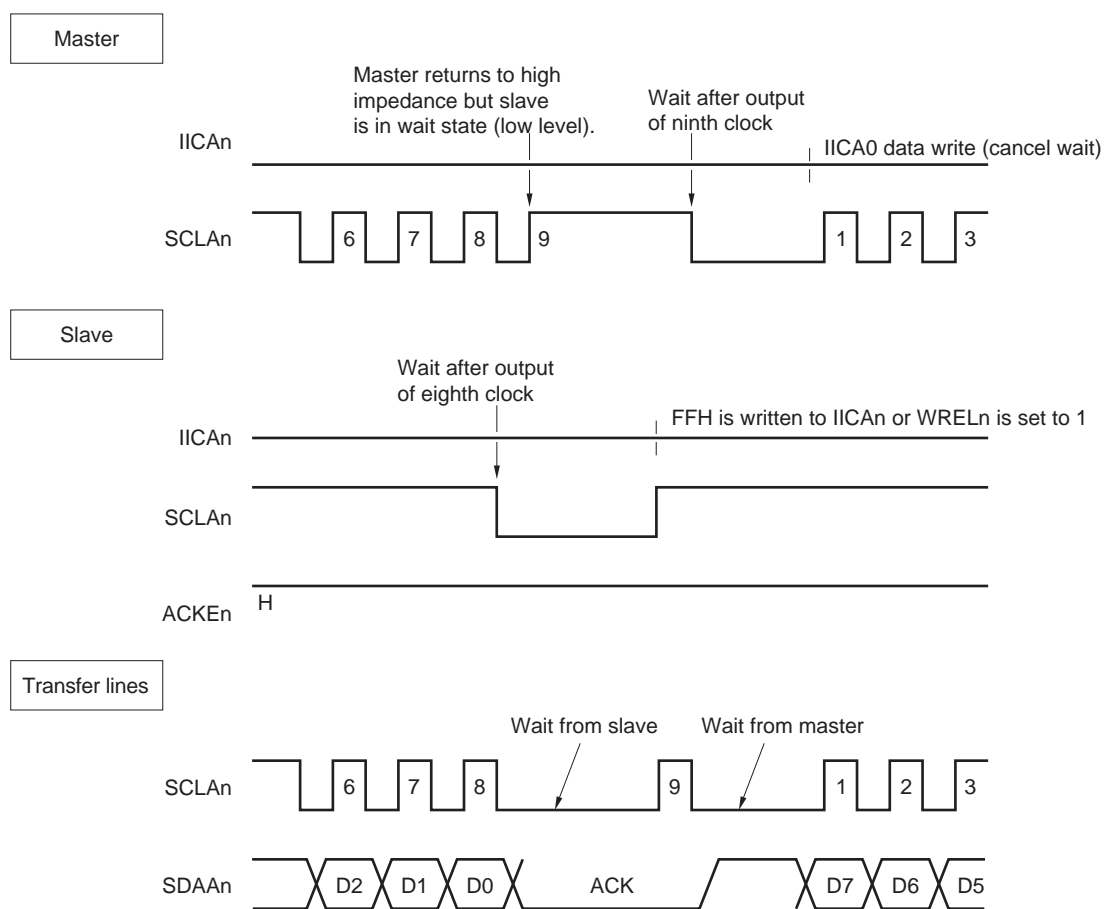 Master
Master returns to high
impedance but slave
is in wait state (low level).
Wait after output
of ninth clock
IICAn
IICA0 data write (cancel wait)
SCLAn
6 7 8 9 1 2 3
Slave
Wait after output
of eighth clock
IICAn
FFH is written to IICAn or WRELn is set to 1
SCLAn
ACKEn
H
Transfer lines
Wait from slave Wait from master
SCLAn
6 7 8 9 1 2 3
SDAAn
D2 D1 D0 ACK D7 D6 D5